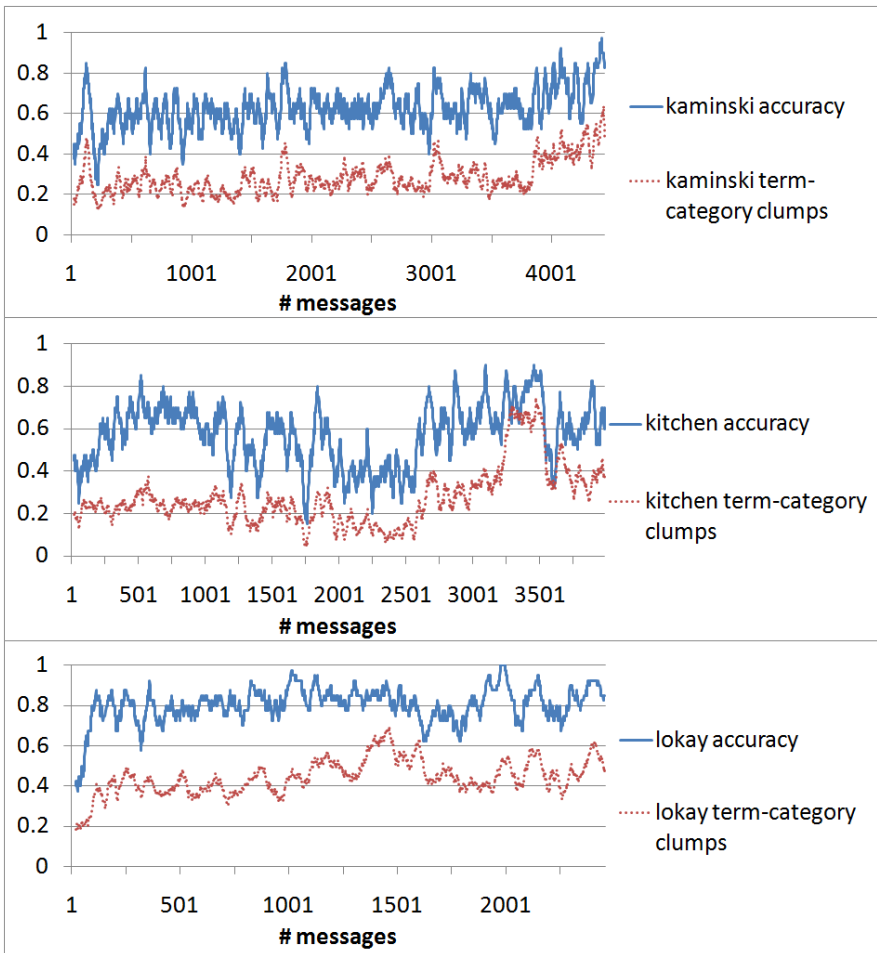 1
0.8
0.6
0.4
0.2
0
1 1001 2001 3001 4001
# messages
kaminski accuracy
kaminski term-
category clumps
1
0.8
0.6
0.4
0.2
0
1 501 1001 1501 2001 2501 3001 3501
# messages
kitchen accuracy
kitchen term-category
clumps
1
0.8
0.6
0.4
0.2
0
1 501 1001 1501 2001
# messages
lokay accuracy
lokay term-category
clumps